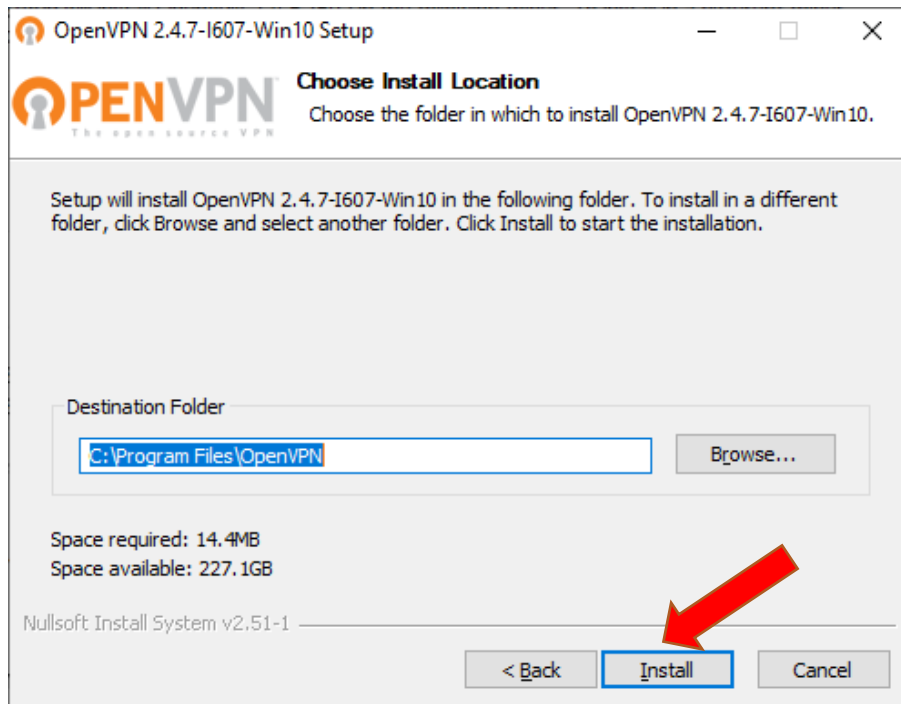 OpenVPN 2.4.7-I607-Win10 Setup
OPENVPN
The open source VPN
Choose Install Location
Choose the folder in which to install OpenVPN 2.4.7-I607-Win10.
Setup will install OpenVPN 2.4.7-I607-Win10 in the following folder. To install in a different
folder, click Browse and select another folder. Click Install to start the installation.
Destination Folder
C:\Program Files\OpenVPN
Browse...
Space required: 14.4MB
Space available: 227.1GB
Nullsoft Install System v2.51-1
< Back
Install
Cancel